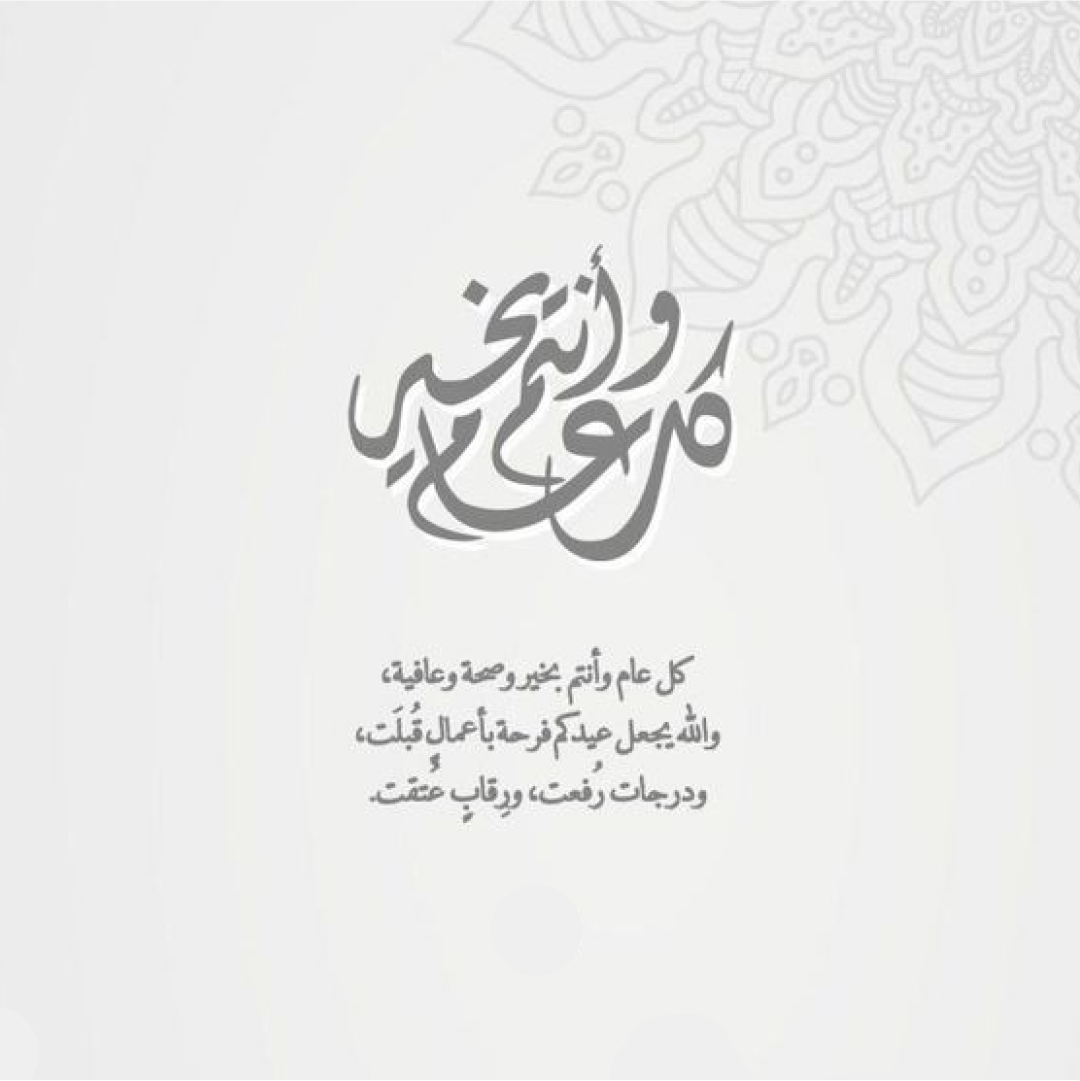 كل عام وأنتم بخير
كل عام وأنتم بخير وصحة وعافية،
والله يجعل عيدكم فرحة بأعمالٍ قُبلَت،
ودرجات رُفعت، ورِقابٍ عُتقت.